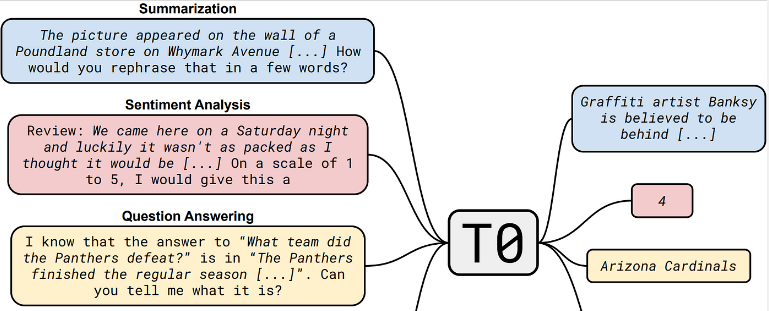 Summarization
The picture appeared on the wall of a
Poundland store on Whymark Avenue [...] How
would you rephrase that in a few words?
Sentiment Analysis
Review: We came here on a Saturday night
and luckily it wasn't as packed as I
thought it would be [...] On a scale of 1
to 5, I would give this a
Question Answering
I know that the answer to “What team did
the Panthers defeat?” is in “The Panthers
finished the regular season [...]”. Can
you tell me what it is?
T0
Graffiti artist Banksy
is believed to be
behind [...]
4
Arizona Cardinals